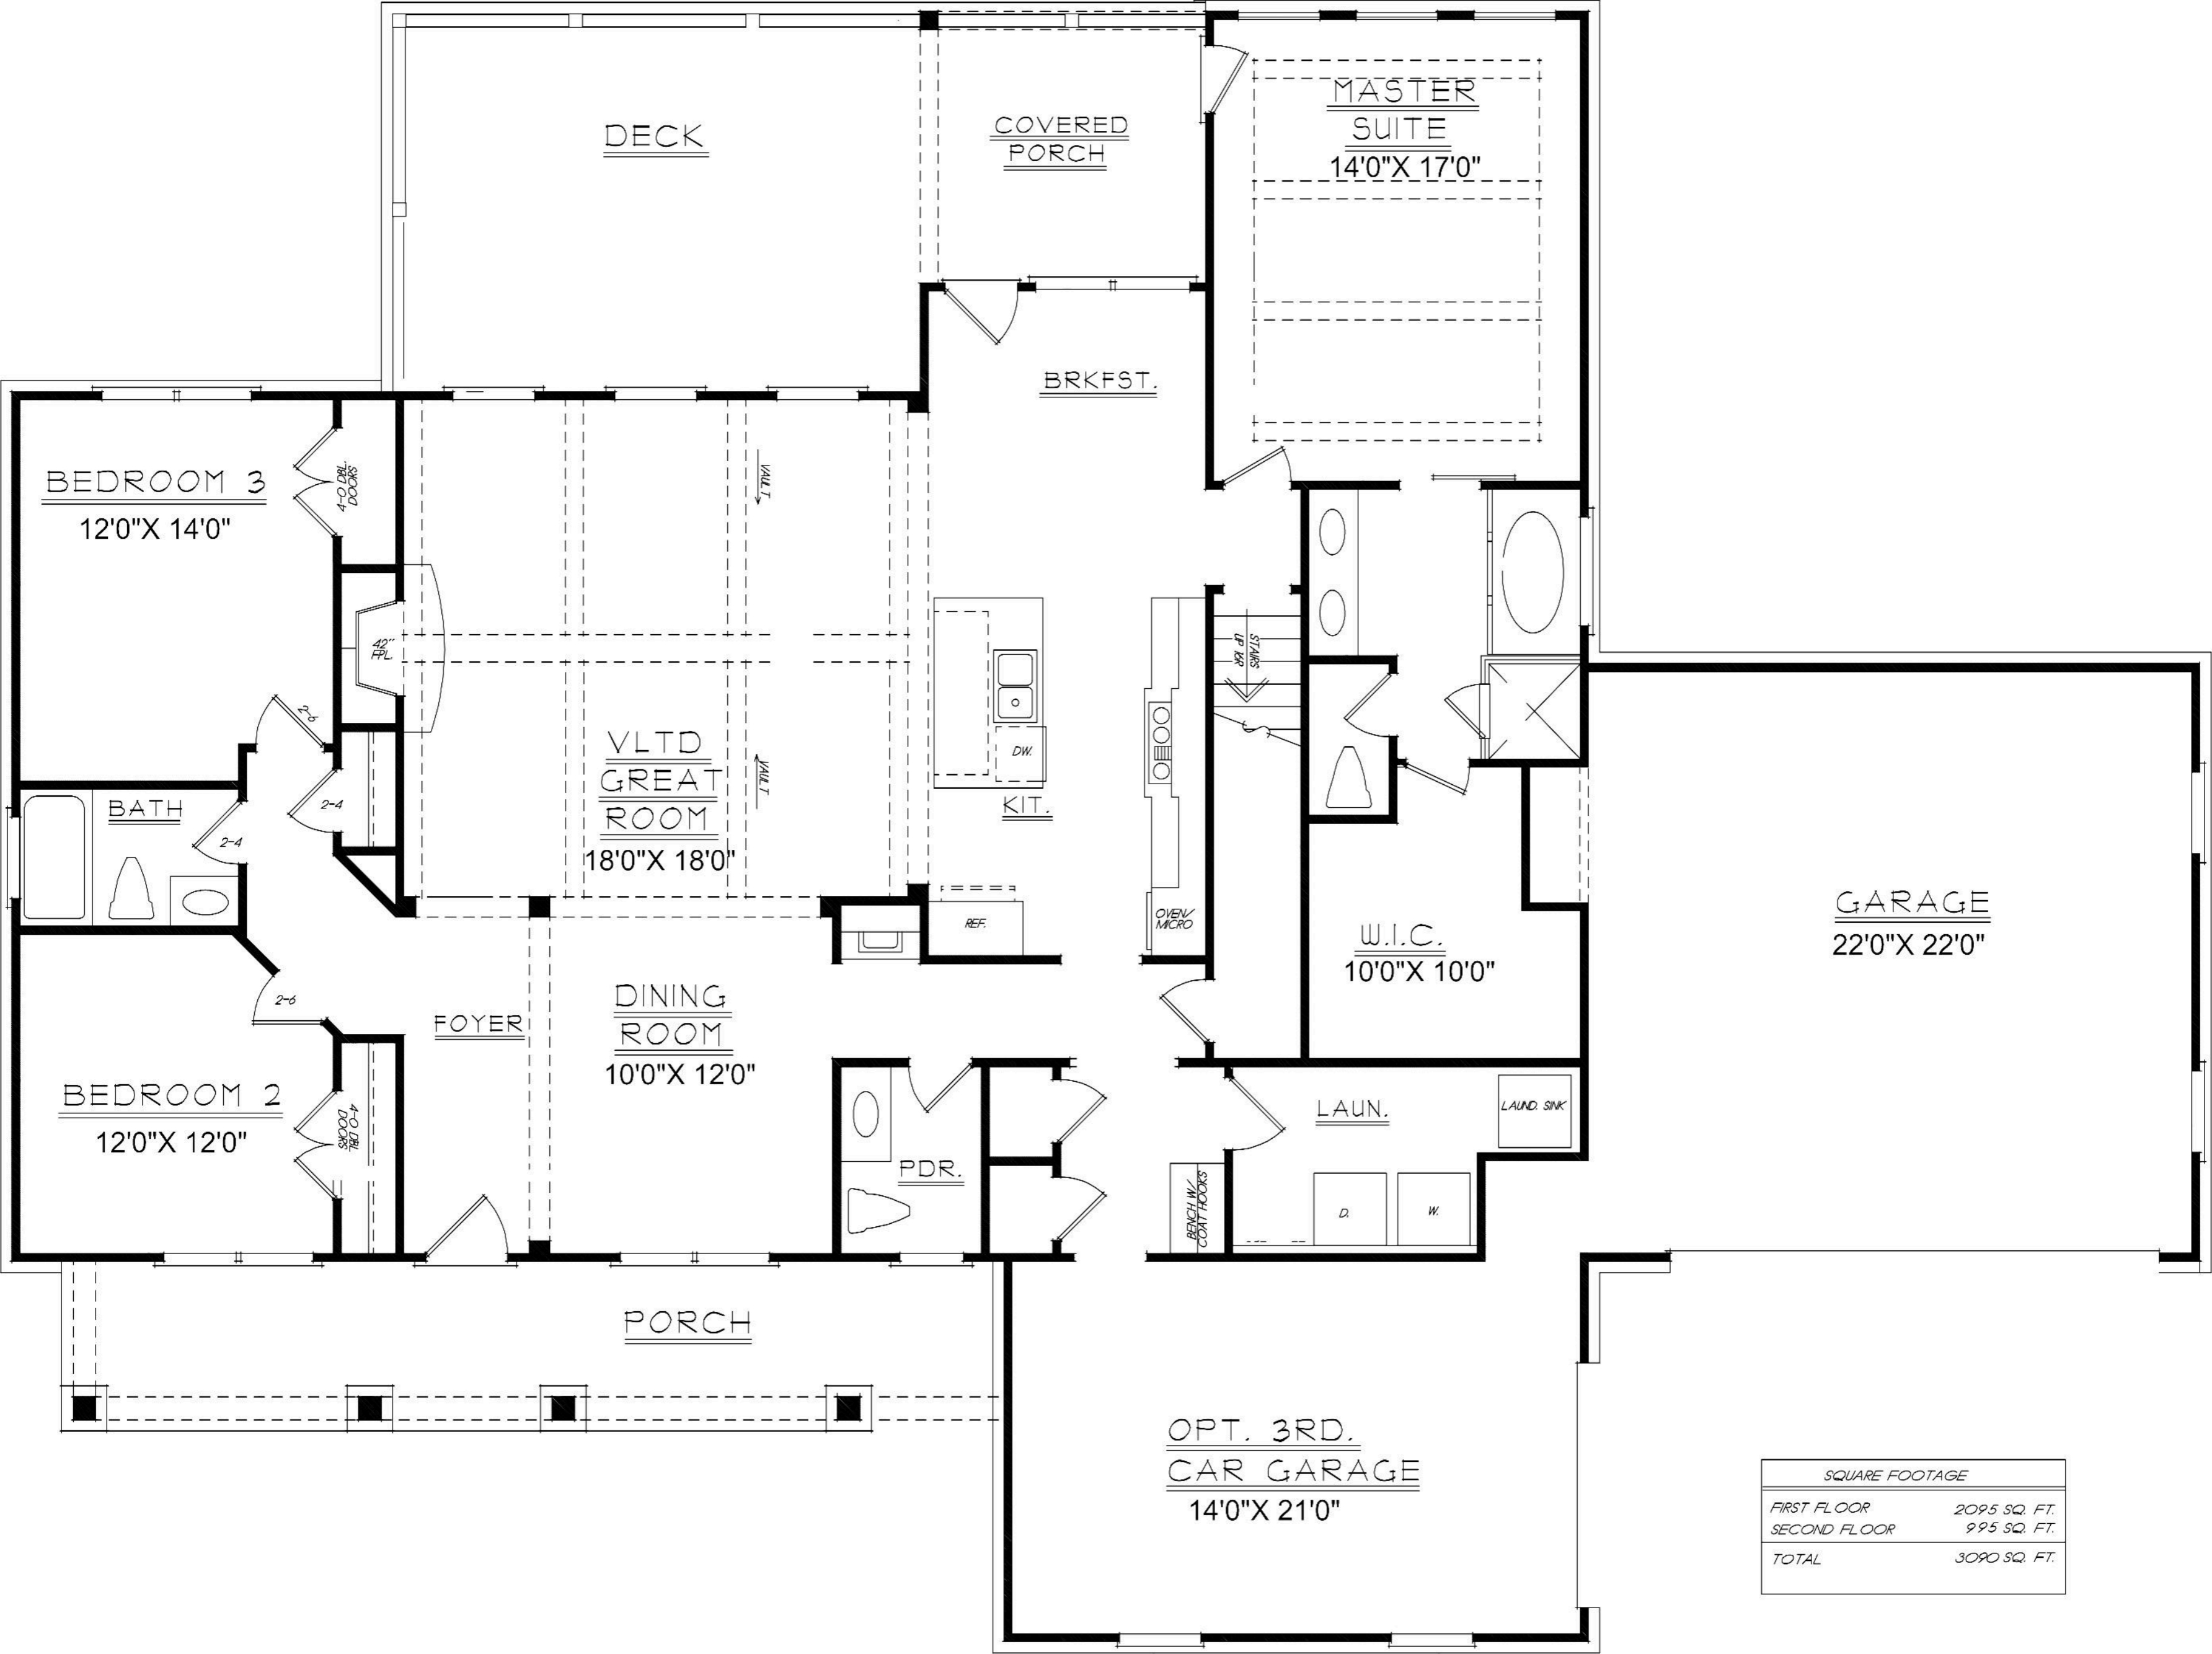 DECK
COVERED
PORCH
MASTER
SUITE
14'0"X 17'0"
BRKFST.
BEDROOM 3
12'0"X 14'0"
4-0 DBL.
DOORS
VAULT
42"
FPL.
STAIRS
UP 16R
2-6
VLTD
GREAT
ROOM
18'0"X 18'0"
VAULT
DW.
KIT.
BATH
2-4
2-4
REF.
OVEN/
MICRO
W.I.C.
10'0"X 10'0"
GARAGE
22'0"X 22'0"
2-6
FOYER
DINING
ROOM
10'0"X 12'0"
BEDROOM 2
12'0"X 12'0"
4-0 DBL
DOORS
PDR.
LAUN.
LAUND. SINK
BENCH W/
COAT HOOKS
D.
W.
PORCH
OPT. 3RD.
CAR GARAGE
14'0"X 21'0"
SQUARE FOOTAGE
FIRST FLOOR 2095 SQ. FT.
SECOND FLOOR 995 SQ. FT.
TOTAL 3090 SQ. FT.